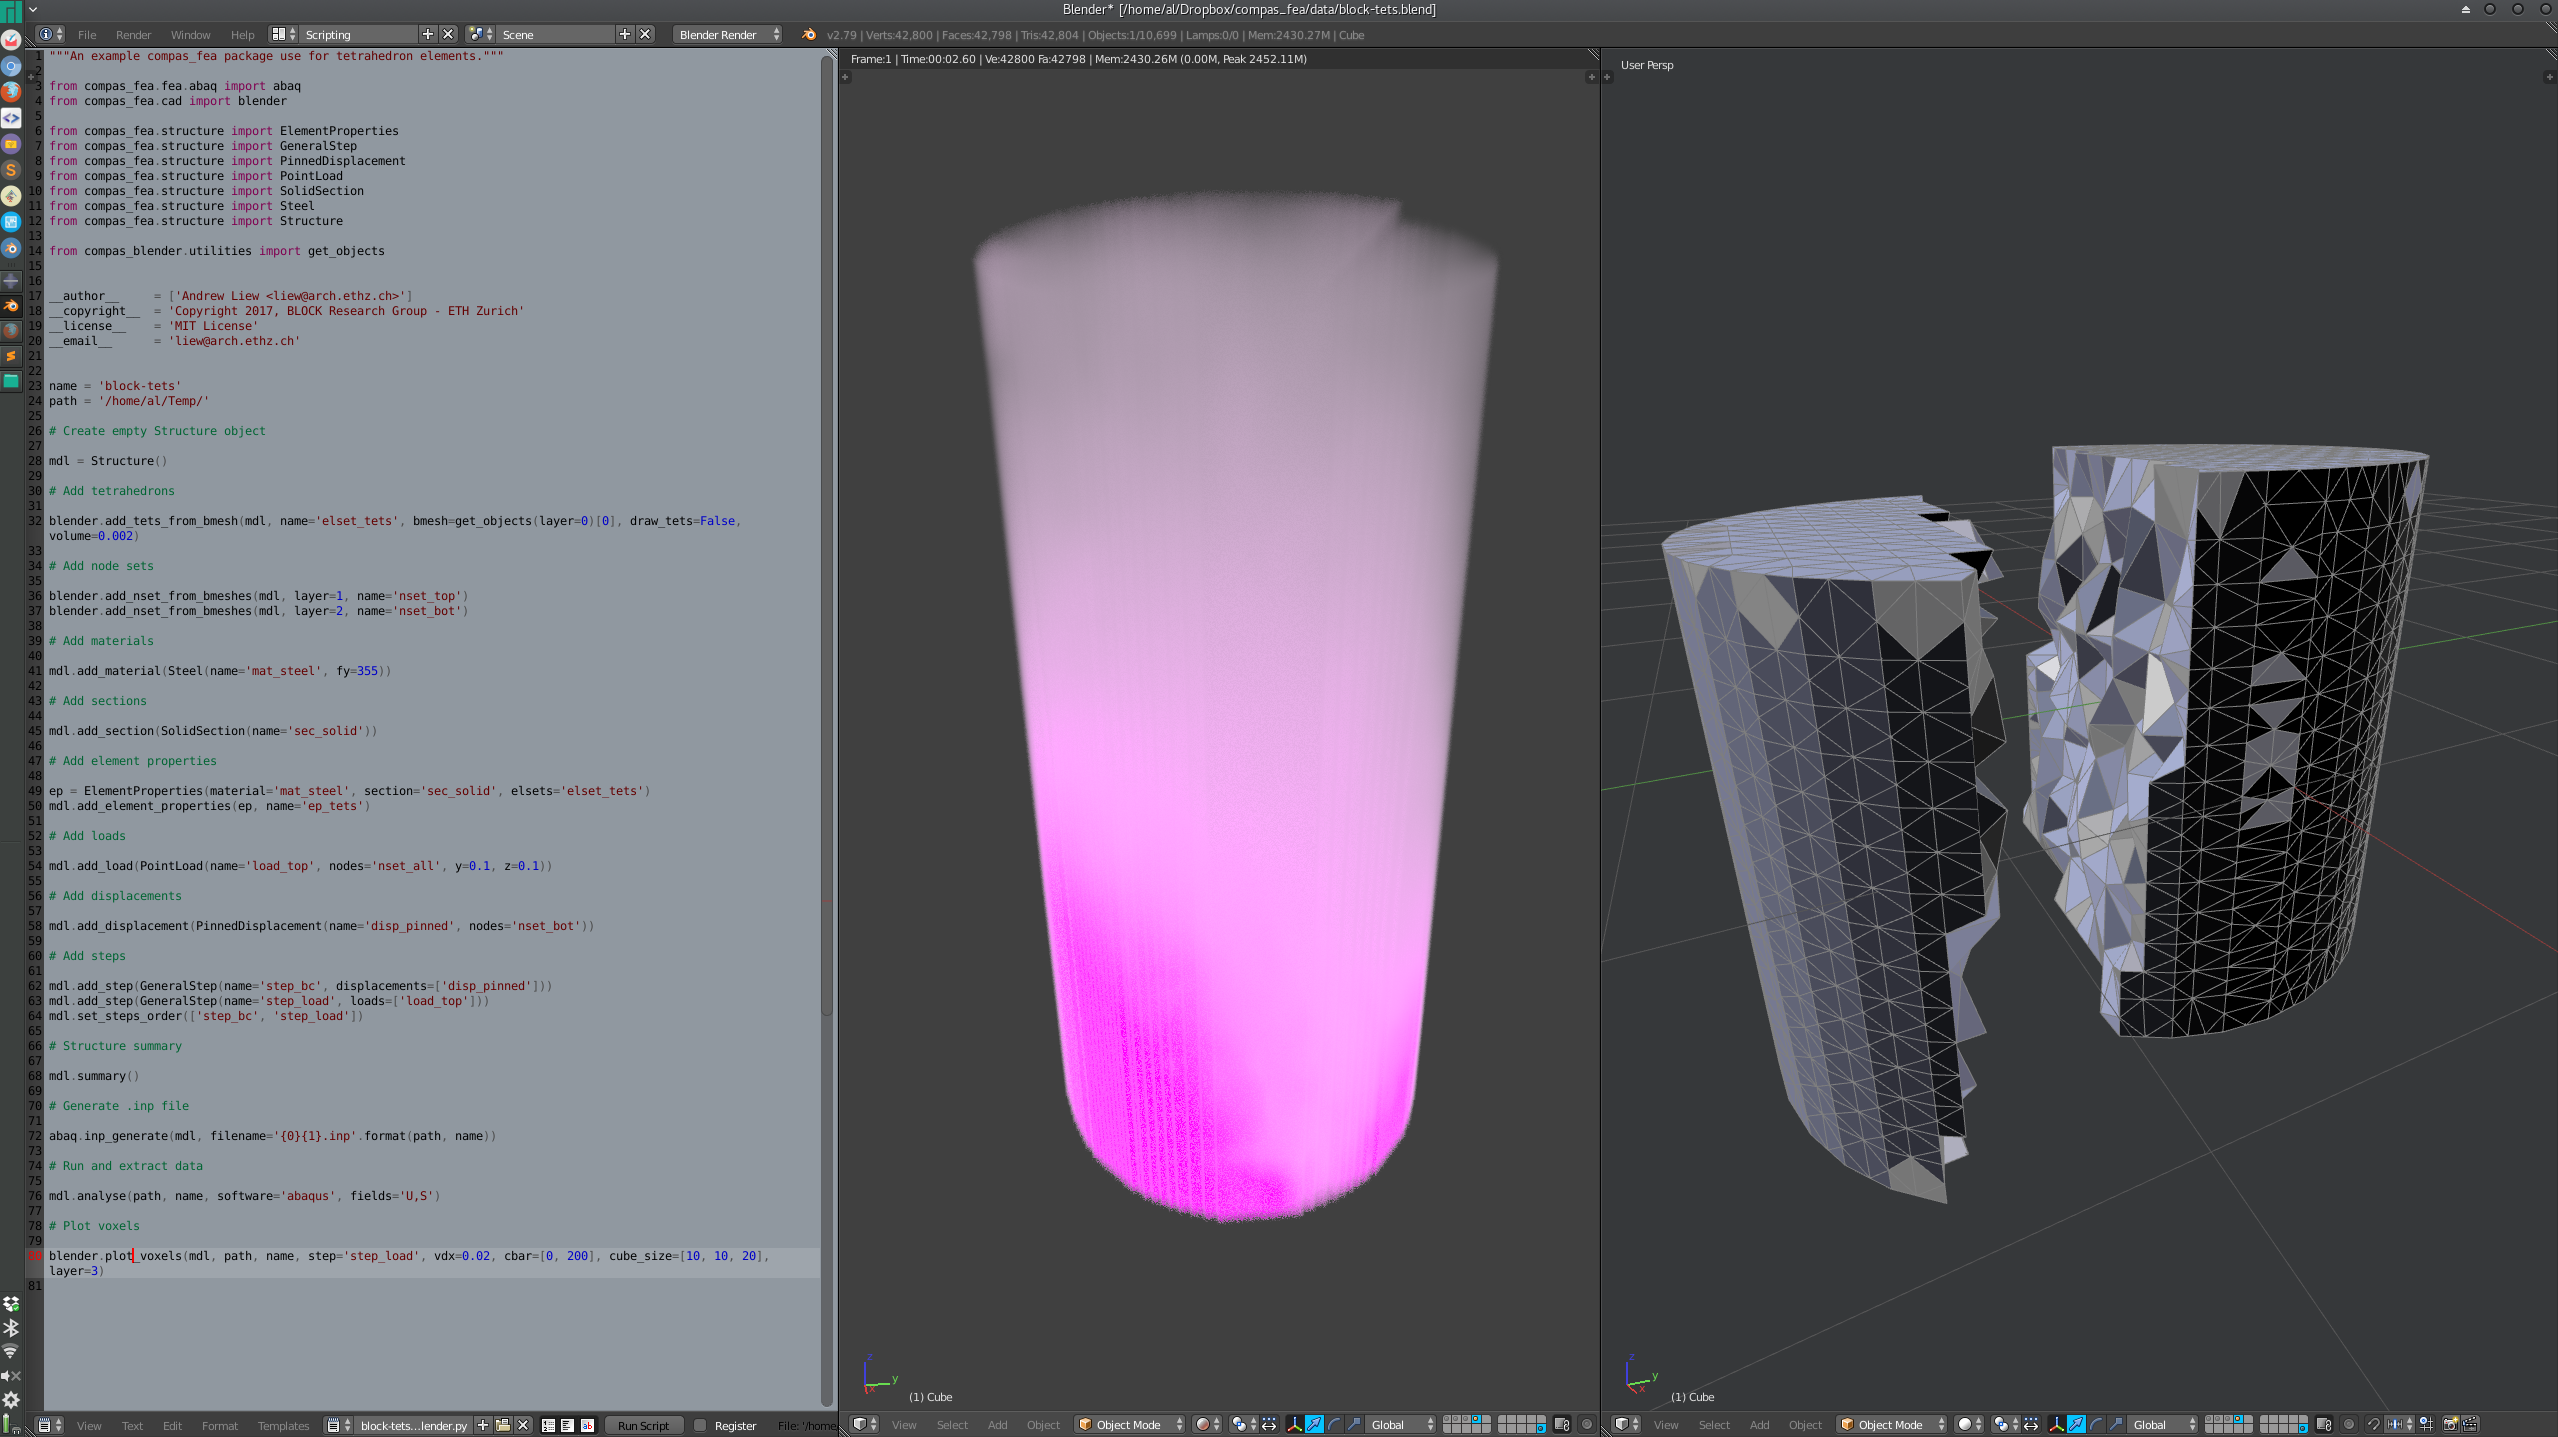 Blender* [/home/al/Dropbox/compas_fea/data/block-tets.blend]
File Render Window Help Scripting Scene Blender Render v2.79 | Verts:42,800 | Faces:42,798 | Tris:42,804 | Objects:1/10,699 | Lamps:0/0 | Mem:2430.27M | Cube
1 """An example compas_fea package use for tetrahedron elements."""
2
3 from compas_fea.fea.abaq import abaq
4 from compas_fea.cad import blender
5
6 from compas_fea.structure import ElementProperties
7 from compas_fea.structure import GeneralStep
8 from compas_fea.structure import PinnedDisplacement
9 from compas_fea.structure import PointLoad
10 from compas_fea.structure import SolidSection
11 from compas_fea.structure import Steel
12 from compas_fea.structure import Structure
13
14 from compas_blender.utilities import get_objects
15
16
17 __author__     = ['Andrew Liew <liew@arch.ethz.ch>']
18 __copyright__  = 'Copyright 2017, BLOCK Research Group - ETH Zurich'
19 __license__    = 'MIT License'
20 __email__      = 'liew@arch.ethz.ch'
21
22
23 name = 'block-tets'
24 path = '/home/al/Temp/'
25
26 # Create empty Structure object
27
28 mdl = Structure()
29
30 # Add tetrahedrons
31
32 blender.add_tets_from_bmesh(mdl, name='elset_tets', bmesh=get_objects(layer=0)[0], draw_tets=False,
volume=0.002)
33
34 # Add node sets
35
36 blender.add_nset_from_bmeshes(mdl, layer=1, name='nset_top')
37 blender.add_nset_from_bmeshes(mdl, layer=2, name='nset_bot')
38
39 # Add materials
40
41 mdl.add_material(Steel(name='mat_steel', fy=355))
42
43 # Add sections
44
45 mdl.add_section(SolidSection(name='sec_solid'))
46
47 # Add element properties
48
49 ep = ElementProperties(material='mat_steel', section='sec_solid', elsets='elset_tets')
50 mdl.add_element_properties(ep, name='ep_tets')
51
52 # Add loads
53
54 mdl.add_load(PointLoad(name='load_top', nodes='nset_all', y=0.1, z=0.1))
55
56 # Add displacements
57
58 mdl.add_displacement(PinnedDisplacement(name='disp_pinned', nodes='nset_bot'))
59
60 # Add steps
61
62 mdl.add_step(GeneralStep(name='step_bc', displacements=['disp_pinned']))
63 mdl.add_step(GeneralStep(name='step_load', loads=['load_top']))
64 mdl.set_steps_order(['step_bc', 'step_load'])
65
66 # Structure summary
67
68 mdl.summary()
69
70 # Generate .inp file
71
72 abaq.inp_generate(mdl, filename='{0}{1}.inp'.format(path, name))
73
74 # Run and extract data
75
76 mdl.analyse(path, name, software='abaqus', fields='U,S')
77
78 # Plot voxels
79
80 blender.plot_voxels(mdl, path, name, step='step_load', vdx=0.02, cbar=[0, 200], cube_size=[10, 10, 20],
layer=3)
81
View Text Edit Format Templates block-tets...lender.py Run Script Register File: '/home
Frame:1 | Time:00:02.60 | Ve:42800 Fa:42798 | Mem:2430.26M (0.00M, Peak 2452.11M)
z
y
x
(1) Cube
View Select Add Object Object Mode Global
User Persp
z
y
x
(1) Cube
View Select Add Object Object Mode Global